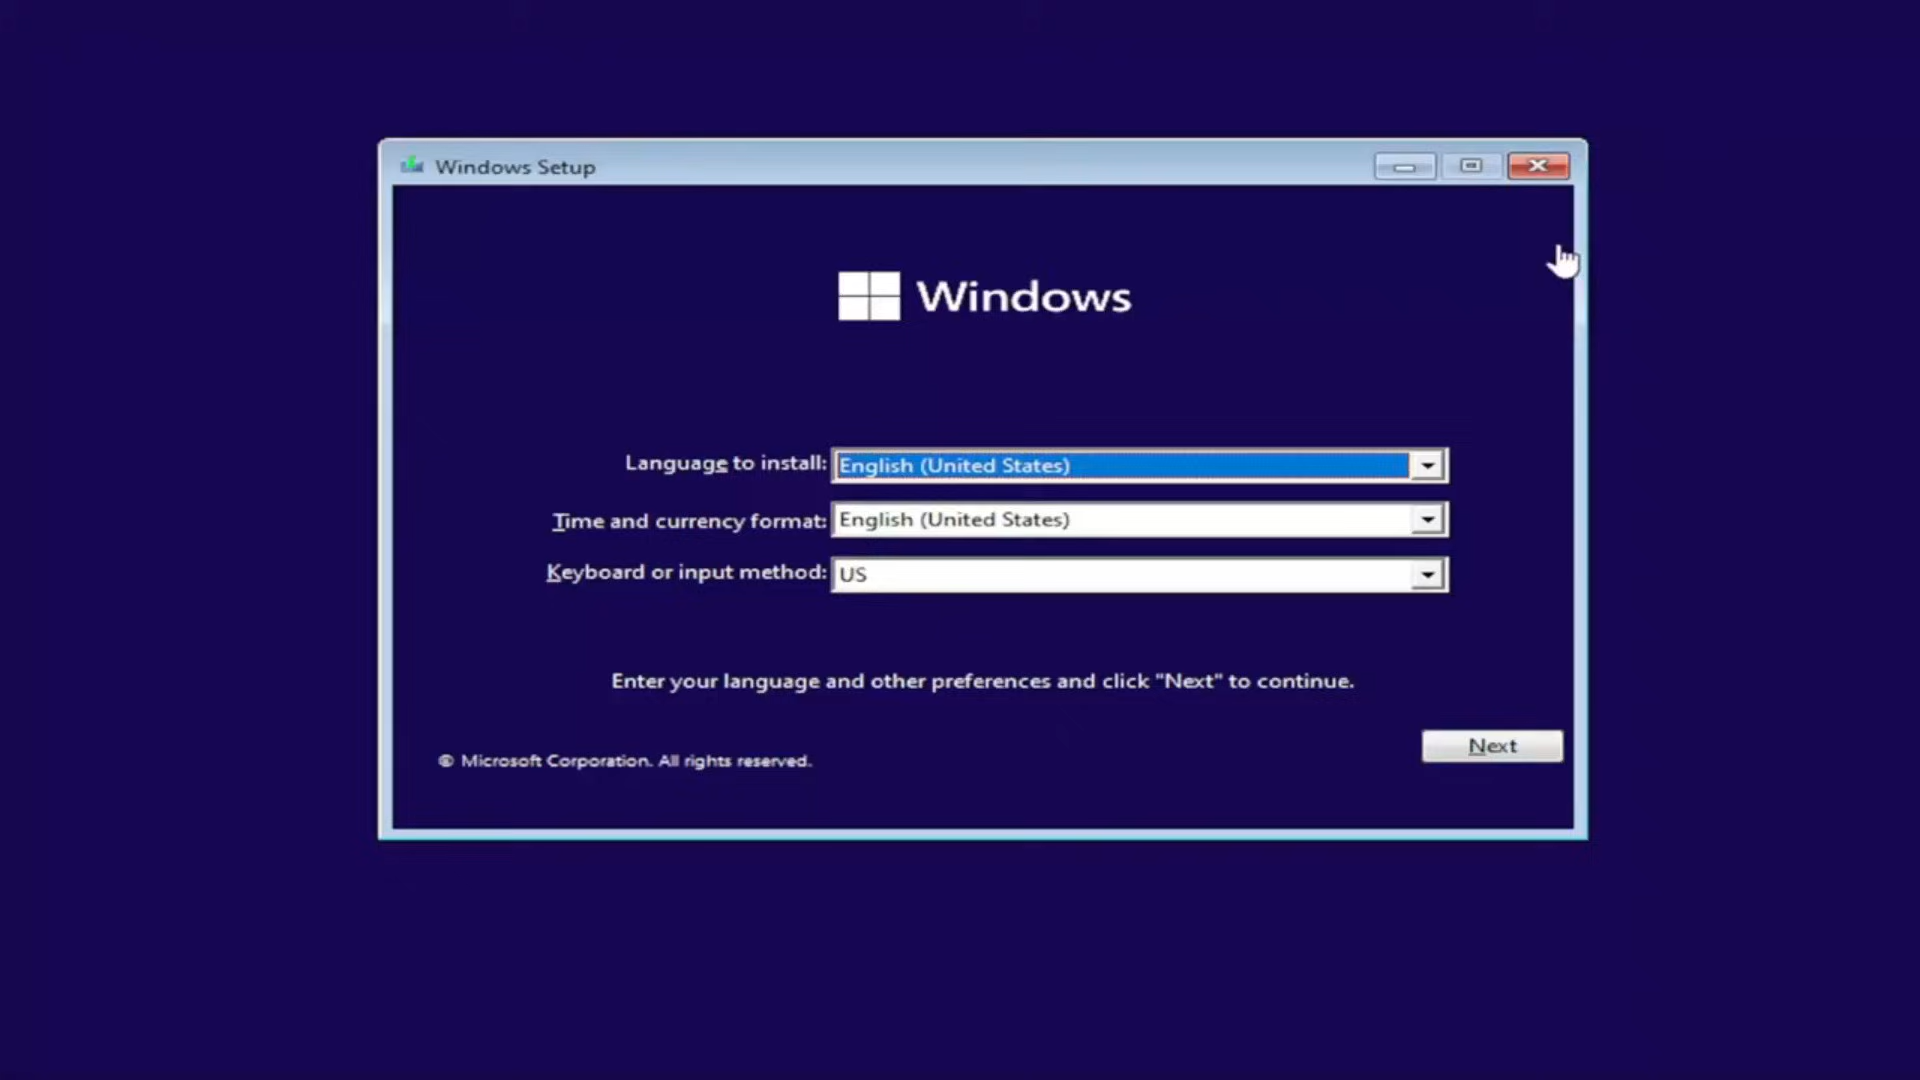 Windows Setup
Windows
Language to install: English (United States)
Time and currency format: English (United States)
Keyboard or input method: US
Enter your language and other preferences and click "Next" to continue.
Next
© Microsoft Corporation. All rights reserved.